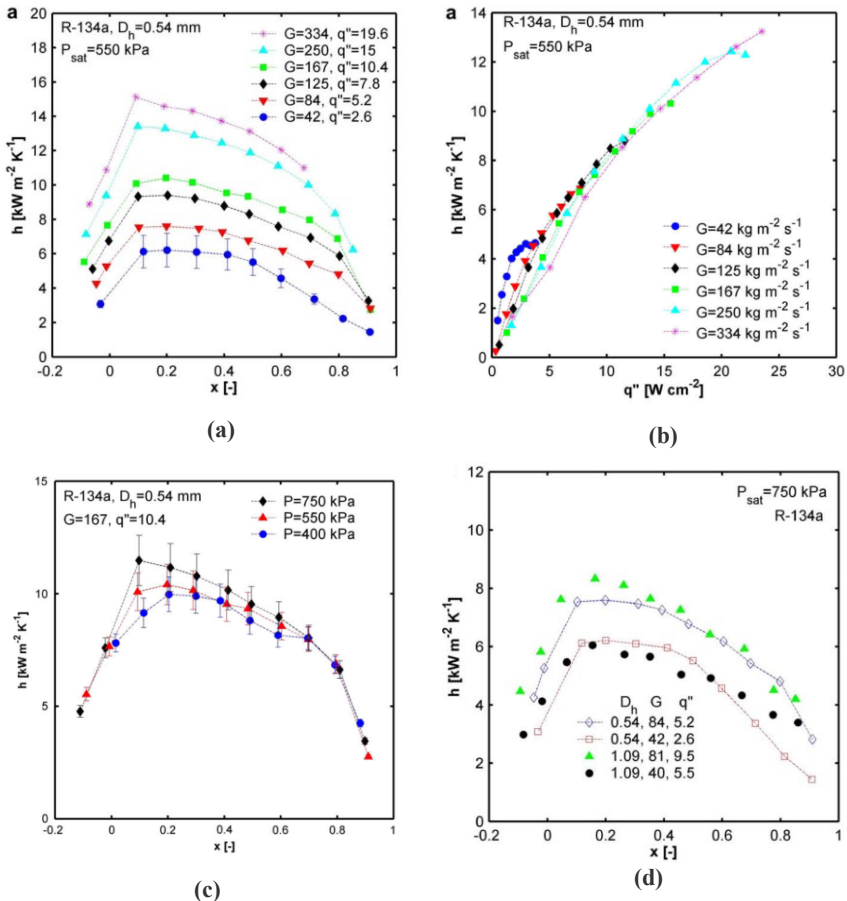 a
R-134a, D_h=0.54 mm
P_sat=550 kPa
G=334, q"=19.6
G=250, q"=15
G=167, q"=10.4
G=125, q"=7.8
G=84, q"=5.2
G=42, q"=2.6
h [kW m^-2 K^-1]
20
18
16
14
12
10
8
6
4
2
0
-0.2 0 0.2 0.4 0.6 0.8 1
x [-]
(a)
a
R-134a, D_h=0.54 mm
P_sat=550 kPa
h [kW m^-2 K^-1]
14
12
10
8
6
4
2
0
G=42 kg m^-2 s^-1
G=84 kg m^-2 s^-1
G=125 kg m^-2 s^-1
G=167 kg m^-2 s^-1
G=250 kg m^-2 s^-1
G=334 kg m^-2 s^-1
0 5 10 15 20 25 30
q" [W cm^-2]
(b)
R-134a, D_h=0.54 mm
G=167, q"=10.4
P=750 kPa
P=550 kPa
P=400 kPa
h [kW m^-2 K^-1]
15
10
5
0
-0.2 0 0.2 0.4 0.6 0.8 1
x [-]
(c)
P_sat=750 kPa
R-134a
h [kW m^-2 K^-1]
12
10
8
6
4
2
0
D_h G q"
0.54, 84, 5.2
0.54, 42, 2.6
1.09, 81, 9.5
1.09, 40, 5.5
-0.2 0 0.2 0.4 0.6 0.8 1
x [-]
(d)